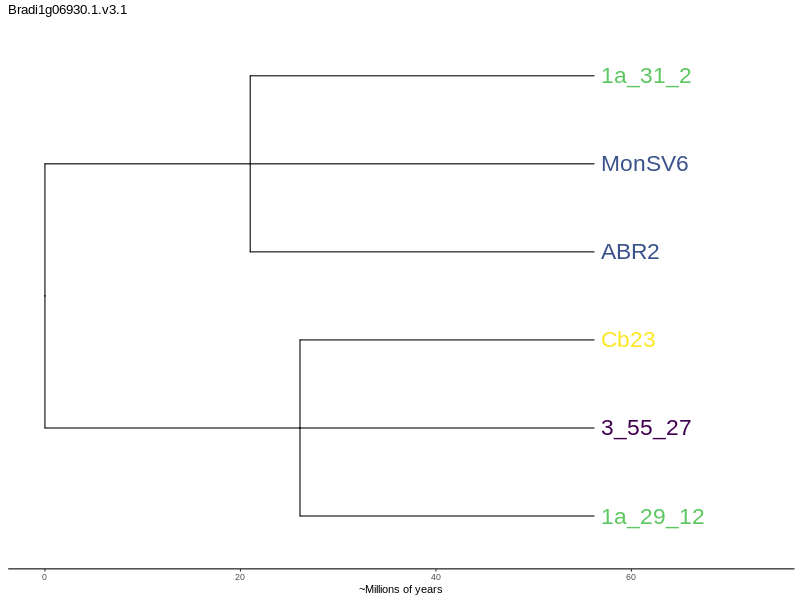 Bradi1g06930.1.v3.1
1a_31_2
MonSV6
ABR2
Cb23
3_55_27
1a_29_12
0 20 40 60
~Millions of years